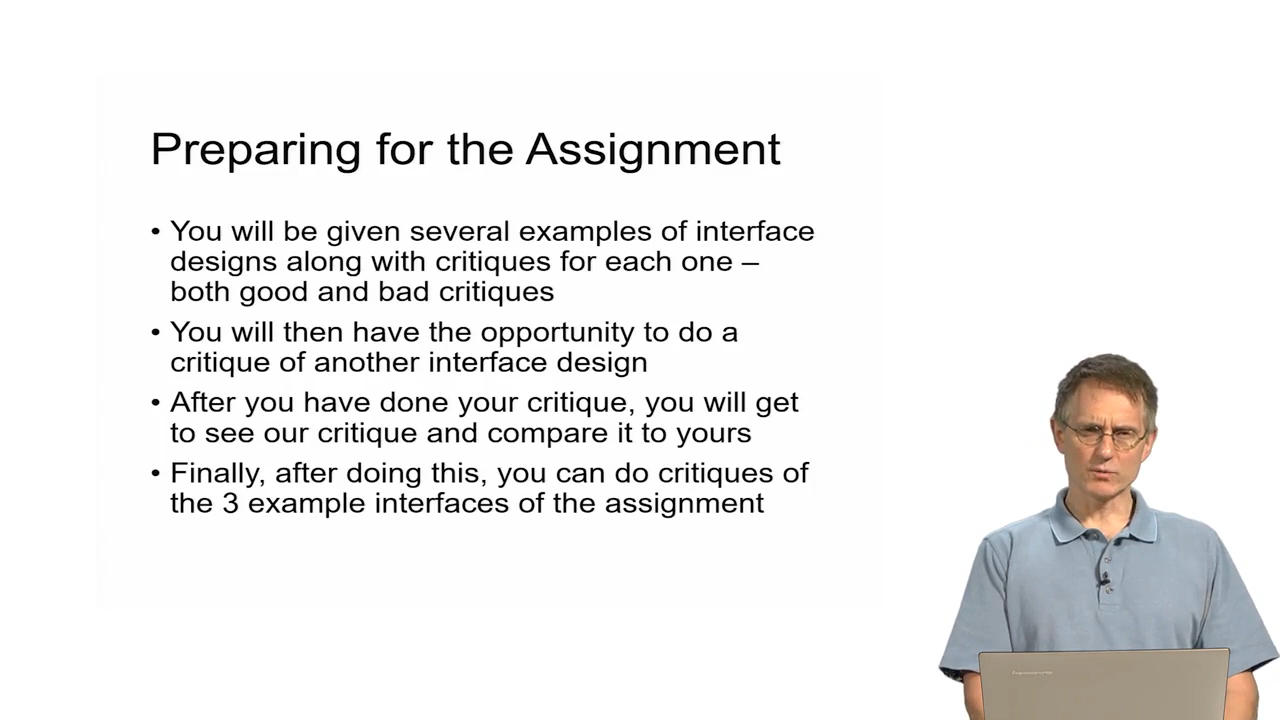 Preparing for the Assignment
• You will be given several examples of interface
designs along with critiques for each one –
both good and bad critiques
• You will then have the opportunity to do a
critique of another interface design
• After you have done your critique, you will get
to see our critique and compare it to yours
• Finally, after doing this, you can do critiques of
the 3 example interfaces of the assignment